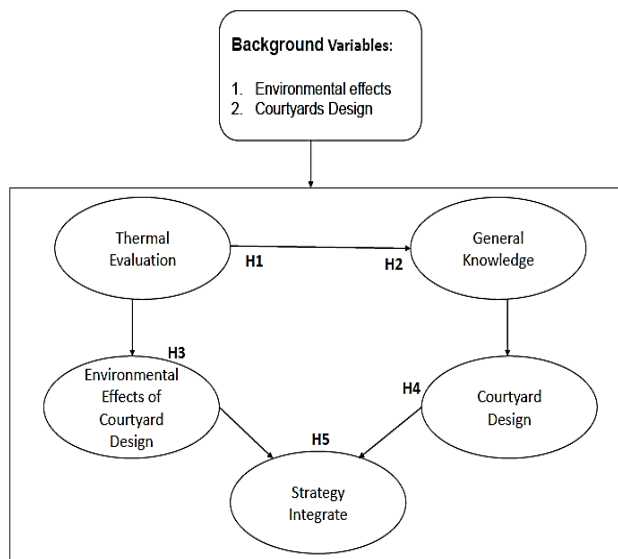 Background Variables:
1. Environmental effects
2. Courtyards Design
Thermal
Evaluation
General
Knowledge
H1
H2
H3
Environmental
Effects of
Courtyard
Design
H4
Courtyard
Design
H5
Strategy
Integrate